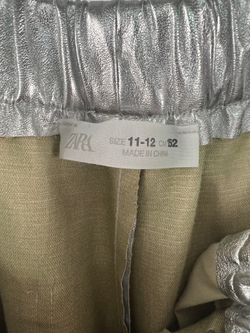 ZARA
SIZE 11-12 CM 152
MADE IN CHINA